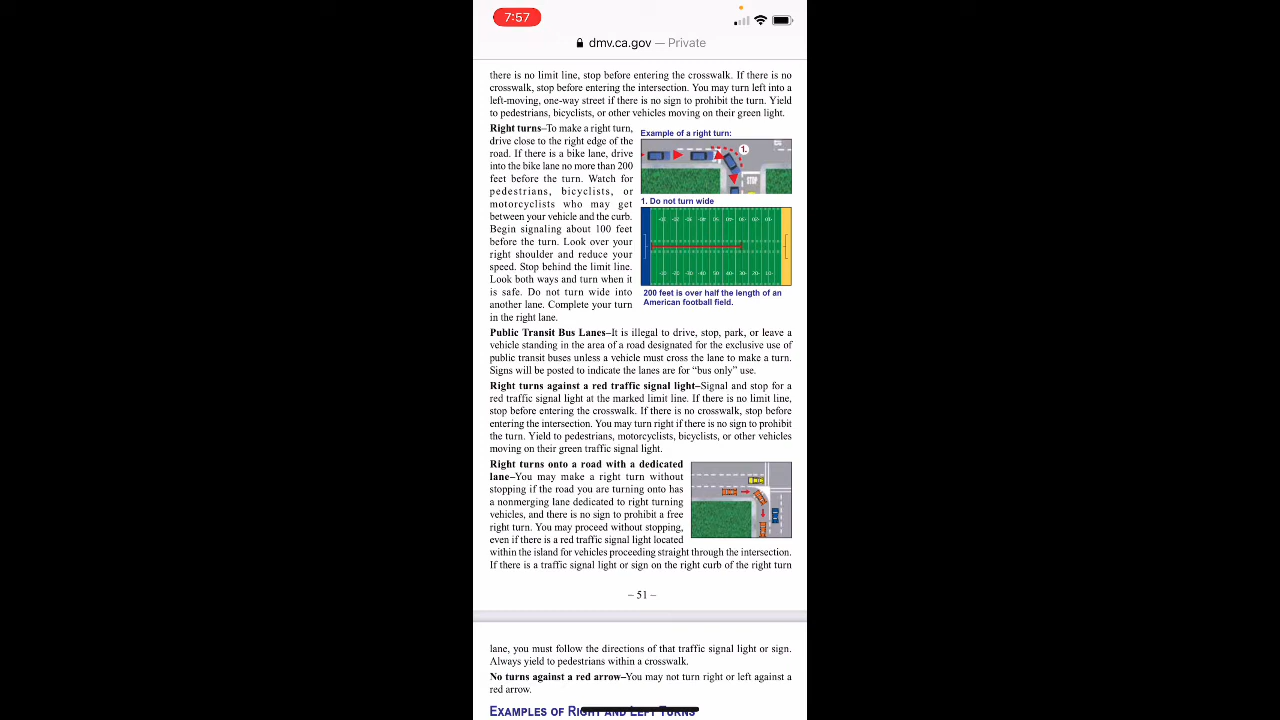 7:57
dmv.ca.gov — Private
there is no limit line, stop before entering the crosswalk. If there is no
crosswalk, stop before entering the intersection. You may turn left into a
left-moving, one-way street if there is no sign to prohibit the turn. Yield
to pedestrians, bicyclists, or other vehicles moving on their green light.
Right turns–To make a right turn,
drive close to the right edge of the
road. If there is a bike lane, drive
into the bike lane no more than 200
feet before the turn. Watch for
pedestrians, bicyclists, or
motorcyclists who may get
between your vehicle and the curb.
Begin signaling about 100 feet
before the turn. Look over your
right shoulder and reduce your
speed. Stop behind the limit line.
Look both ways and turn when it
is safe. Do not turn wide into
another lane. Complete your turn
in the right lane.
Example of a right turn:
1.
STOP
1. Do not turn wide
200 feet is over half the length of an
American football field.
Public Transit Bus Lanes–It is illegal to drive, stop, park, or leave a
vehicle standing in the area of a road designated for the exclusive use of
public transit buses unless a vehicle must cross the lane to make a turn.
Signs will be posted to indicate the lanes are for “bus only” use.
Right turns against a red traffic signal light–Signal and stop for a
red traffic signal light at the marked limit line. If there is no limit line,
stop before entering the crosswalk. If there is no crosswalk, stop before
entering the intersection. You may turn right if there is no sign to prohibit
the turn. Yield to pedestrians, motorcyclists, bicyclists, or other vehicles
moving on their green traffic signal light.
Right turns onto a road with a dedicated
lane–You may make a right turn without
stopping if the road you are turning onto has
a nonmerging lane dedicated to right turning
vehicles, and there is no sign to prohibit a free
right turn. You may proceed without stopping,
even if there is a red traffic signal light located
within the island for vehicles proceeding straight through the intersection.
If there is a traffic signal light or sign on the right curb of the right turn
– 51 –
lane, you must follow the directions of that traffic signal light or sign.
Always yield to pedestrians within a crosswalk.
No turns against a red arrow–You may not turn right or left against a
red arrow.
EXAMPLES OF RIGHT AND LEFT TURNS